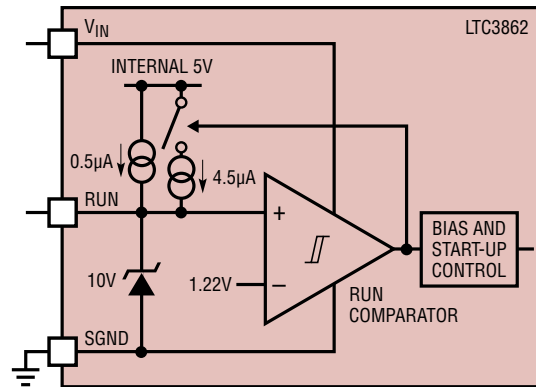 V_IN
LTC3862
INTERNAL 5V
0.5µA
4.5µA
RUN
+
BIAS AND
START-UP
CONTROL
10V
1.22V
–
RUN
COMPARATOR
SGND